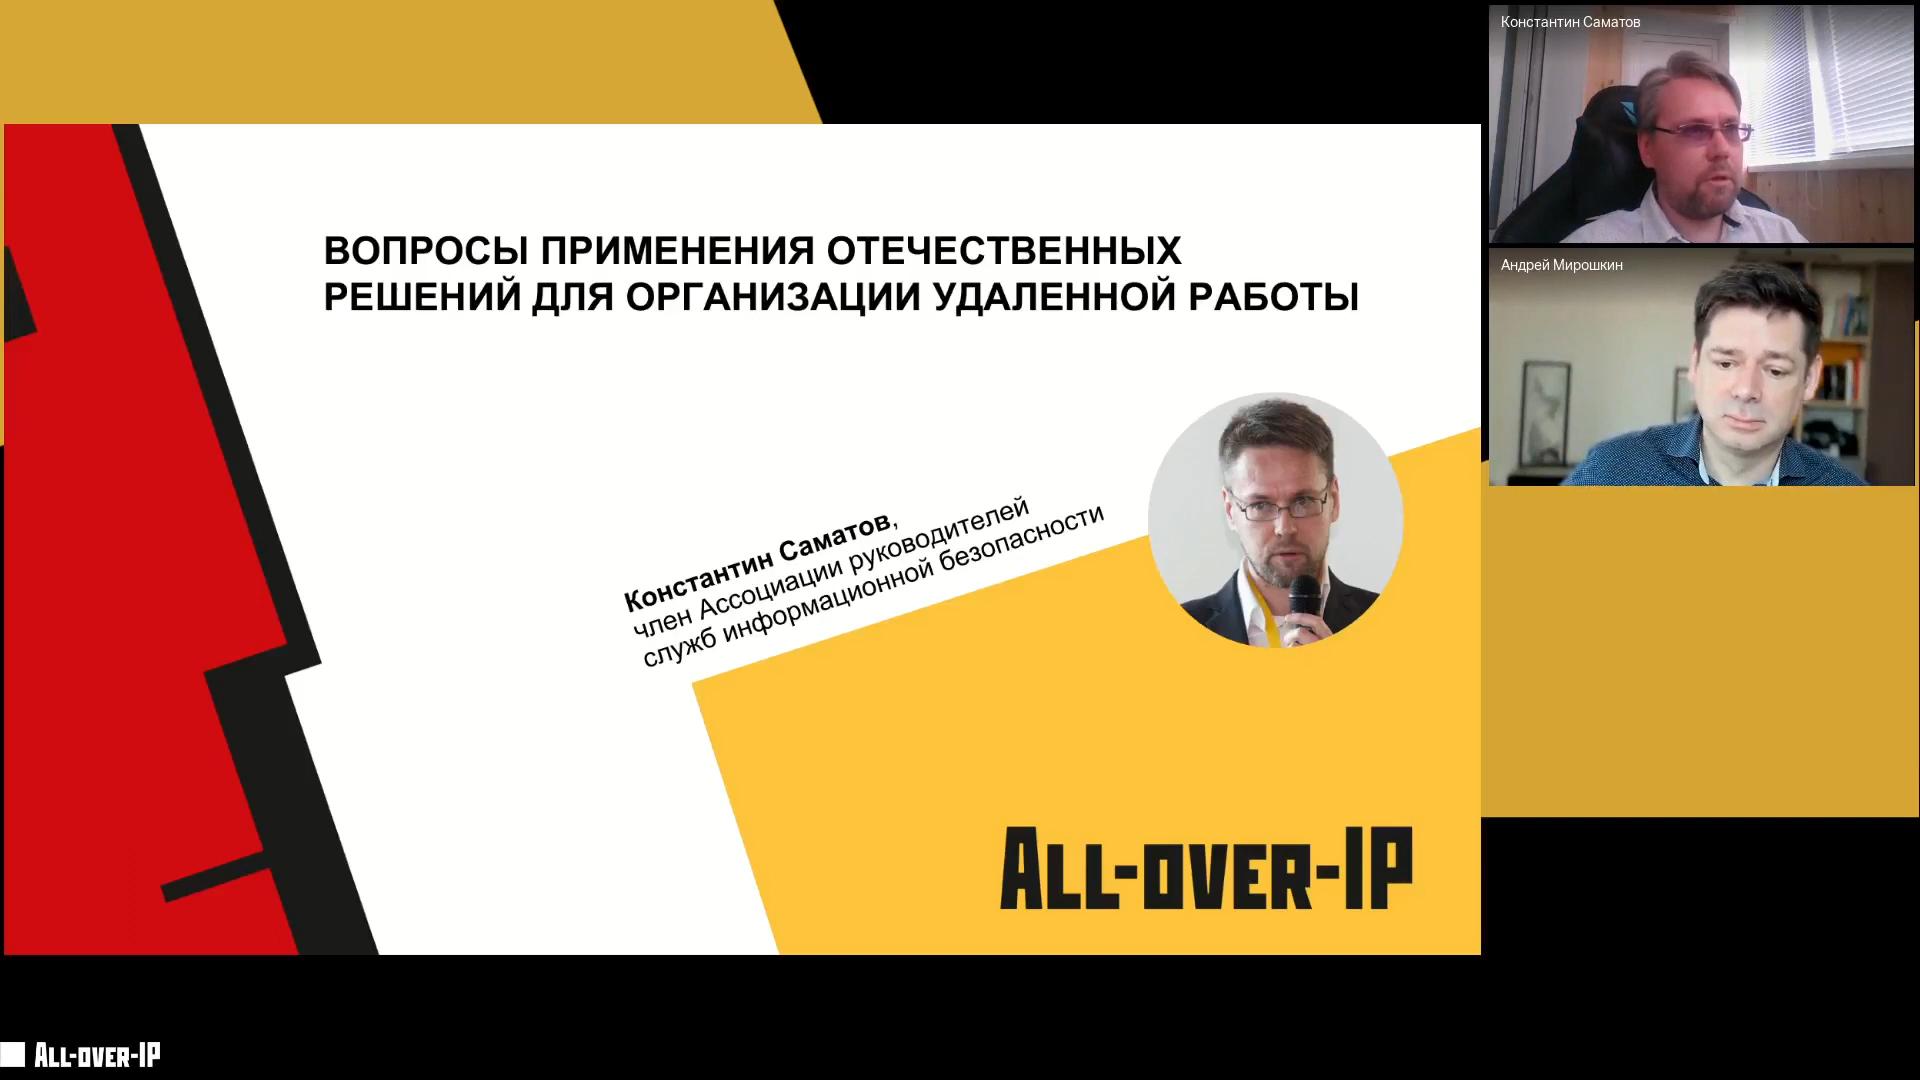 ВОПРОСЫ ПРИМЕНЕНИЯ ОТЕЧЕСТВЕННЫХ
РЕШЕНИЙ ДЛЯ ОРГАНИЗАЦИИ УДАЛЕННОЙ РАБОТЫ
Константин Саматов,
член Ассоциации руководителей
служб информационной безопасности
ALL-OVER-IP
Константин Саматов
Андрей Мирошкин
ALL-OVER-IP